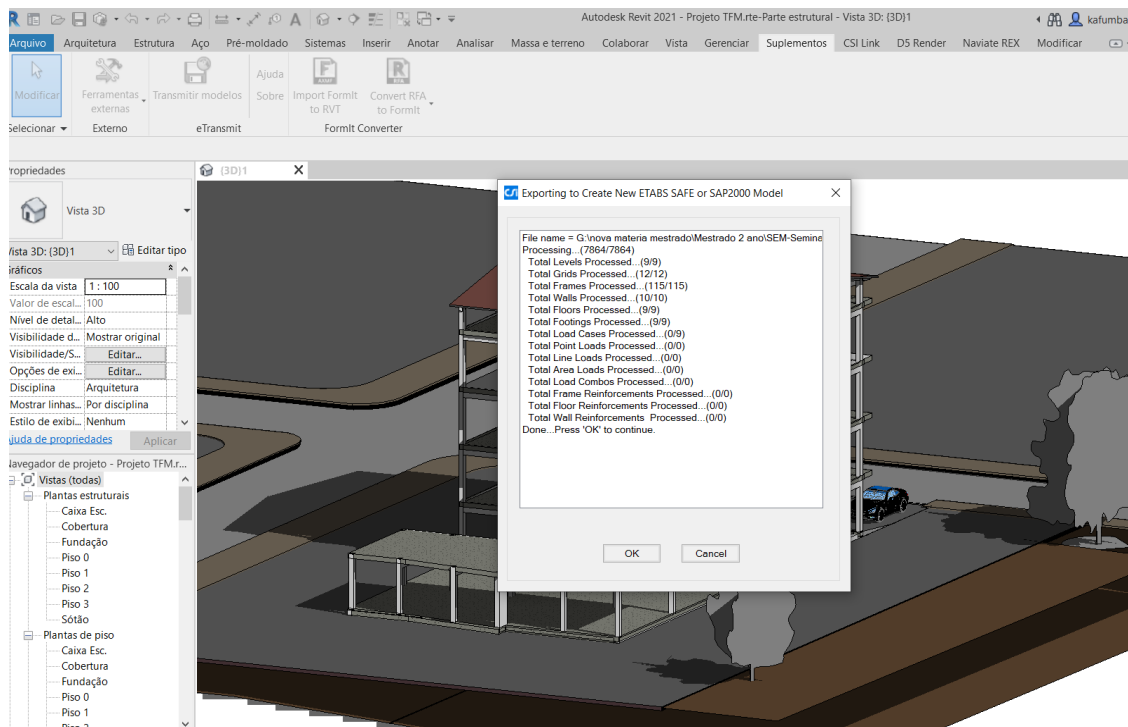 Autodesk Revit 2021 - Projeto TFM.rte-Parte estrutural - Vista 3D: {3D}1
kafumba
Arquivo Arquitetura Estrutura Aço Pré-moldado Sistemas Inserir Anotar Analisar Massa e terreno Colaborar Vista Gerenciar Suplementos CSI Link D5 Render Naviate REX Modificar
Modificar
Ferramentas
externas
Transmitir modelos
Ajuda
Sobre
Import FormIt
to RVT
Convert RFA
to FormIt
Selecionar Externo eTransmit FormIt Converter
Propriedades
{3D}1
Vista 3D
Vista 3D: {3D}1 Editar tipo
Gráficos
Escala da vista 1 : 100
Valor de escal... 100
Nível de detal... Alto
Visibilidade d... Mostrar original
Visibilidade/S... Editar...
Opções de exi... Editar...
Disciplina Arquitetura
Mostrar linhas... Por disciplina
Estilo de exibi... Nenhum
Ajuda de propriedades Aplicar
Navegador de projeto - Projeto TFM.r...
Vistas (todas)
Plantas estruturais
Caixa Esc.
Cobertura
Fundação
Piso 0
Piso 1
Piso 2
Piso 3
Sótão
Plantas de piso
Caixa Esc.
Cobertura
Fundação
Piso 0
Piso 1
Piso 2
Exporting to Create New ETABS SAFE or SAP2000 Model
File name = G:\nova materia mestrado\Mestrado 2 ano\SEM-Semina
Processing...(7864/7864)
Total Levels Processed...(9/9)
Total Grids Processed...(12/12)
Total Frames Processed...(115/115)
Total Walls Processed...(10/10)
Total Floors Processed...(9/9)
Total Footings Processed...(9/9)
Total Load Cases Processed...(0/9)
Total Point Loads Processed...(0/0)
Total Line Loads Processed...(0/0)
Total Area Loads Processed...(0/0)
Total Load Combos Processed...(0/0)
Total Frame Reinforcements Processed...(0/0)
Total Floor Reinforcements Processed...(0/0)
Total Wall Reinforcements Processed...(0/0)
Done...Press 'OK' to continue.
OK Cancel